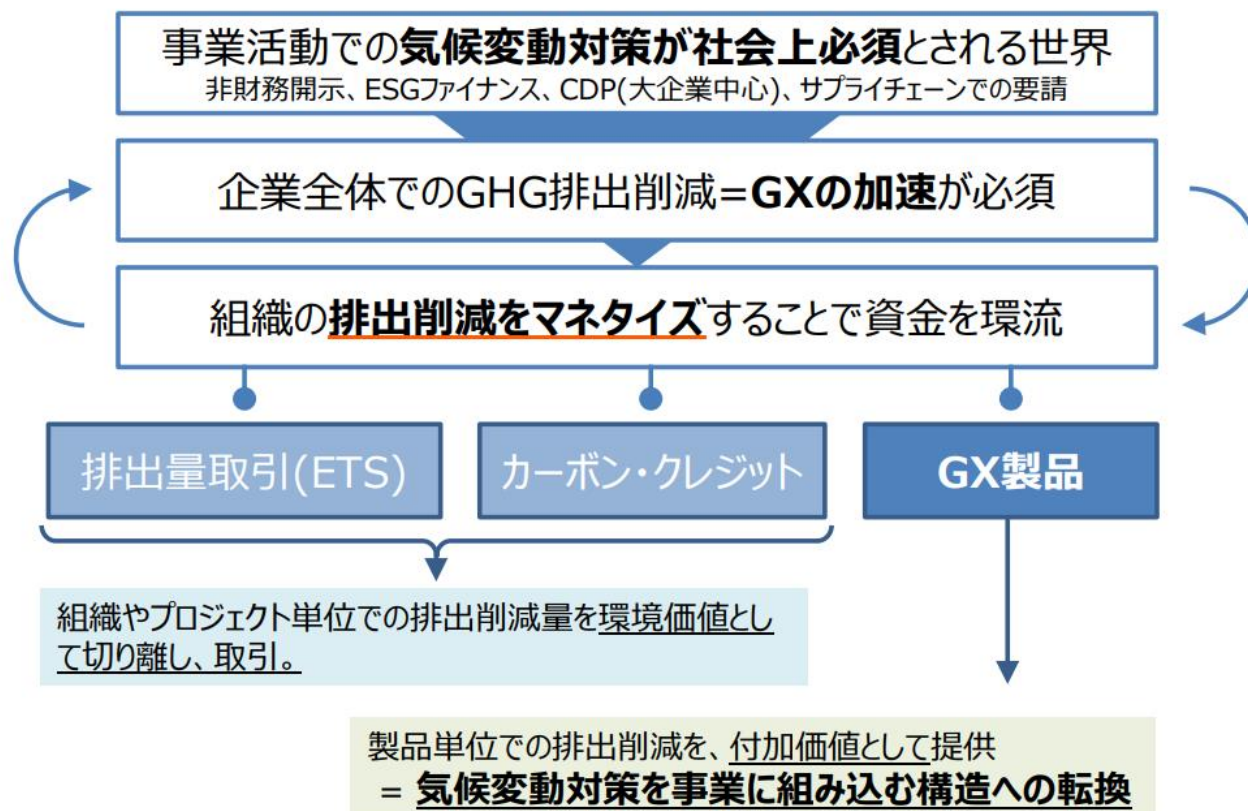 事業活動での気候変動対策が社会上必須とされる世界
非財務開示、ESGファイナンス、CDP(大企業中心)、サプライチェーンでの要請
企業全体でのGHG排出削減=GXの加速が必須
組織の排出削減をマネタイズすることで資金を環流
排出量取引(ETS)
カーボン・クレジット
GX製品
組織やプロジェクト単位での排出削減量を環境価値とし
て切り離し、取引。
製品単位での排出削減を、付加価値として提供
= 気候変動対策を事業に組み込む構造への転換